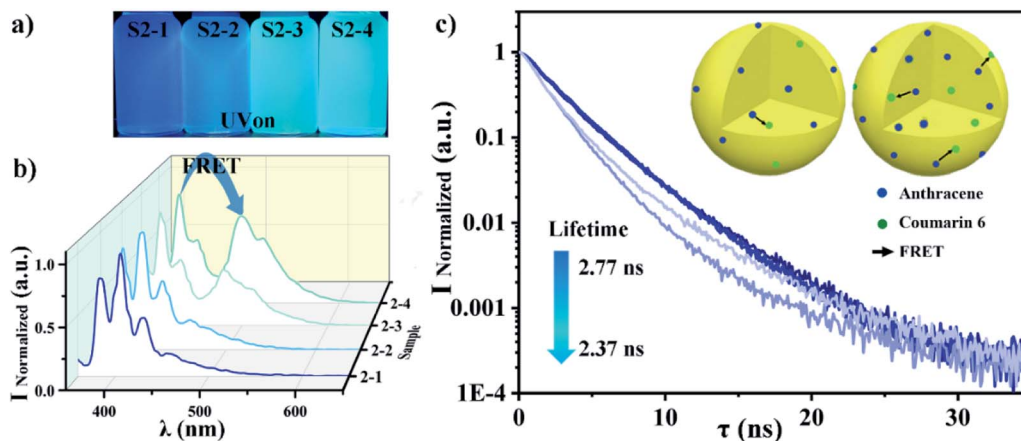 a)
S2-1 S2-2 S2-3 S2-4
UVon
b)
FRET
I Normalized (a.u.)
1.0
0.5
0.0
400 500 600
λ (nm)
2-4
2-3
2-2
2-1
Sample
c)
I Normalized (a.u.)
1
0.1
0.01
0.001
1E-4
0 10 20 30
τ (ns)
Lifetime
2.77 ns
2.37 ns
Anthracene
Coumarin 6
FRET